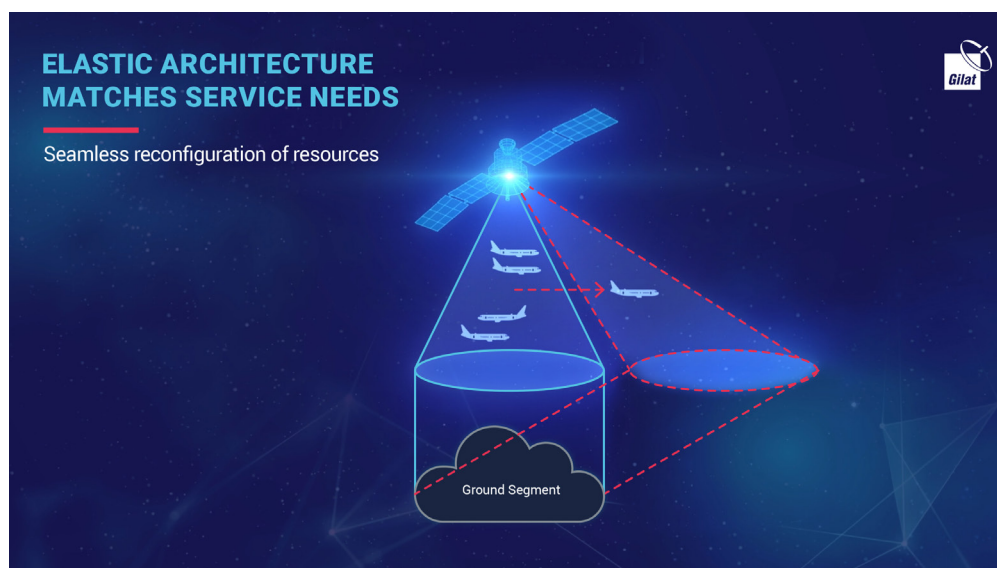 ELASTIC ARCHITECTURE
MATCHES SERVICE NEEDS
Seamless reconfiguration of resources
Gilat
Ground Segment